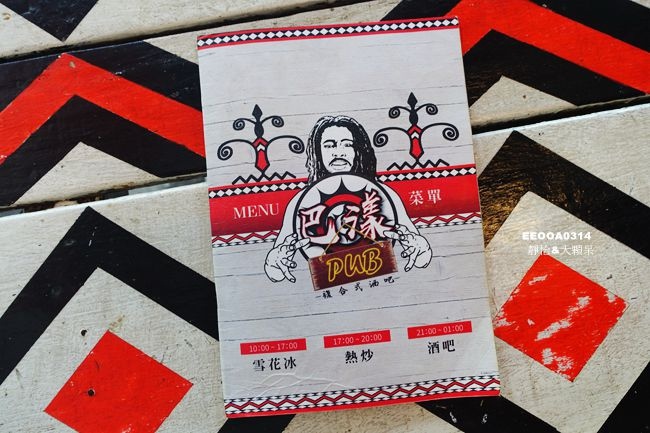 MENU
菜單
巴漾
PUB
複合式酒吧
10:00～17:00
雪花冰
17:00～20:00
熱炒
21:00～01:00
酒吧
EEOOA0314
靜怡&大顆呆